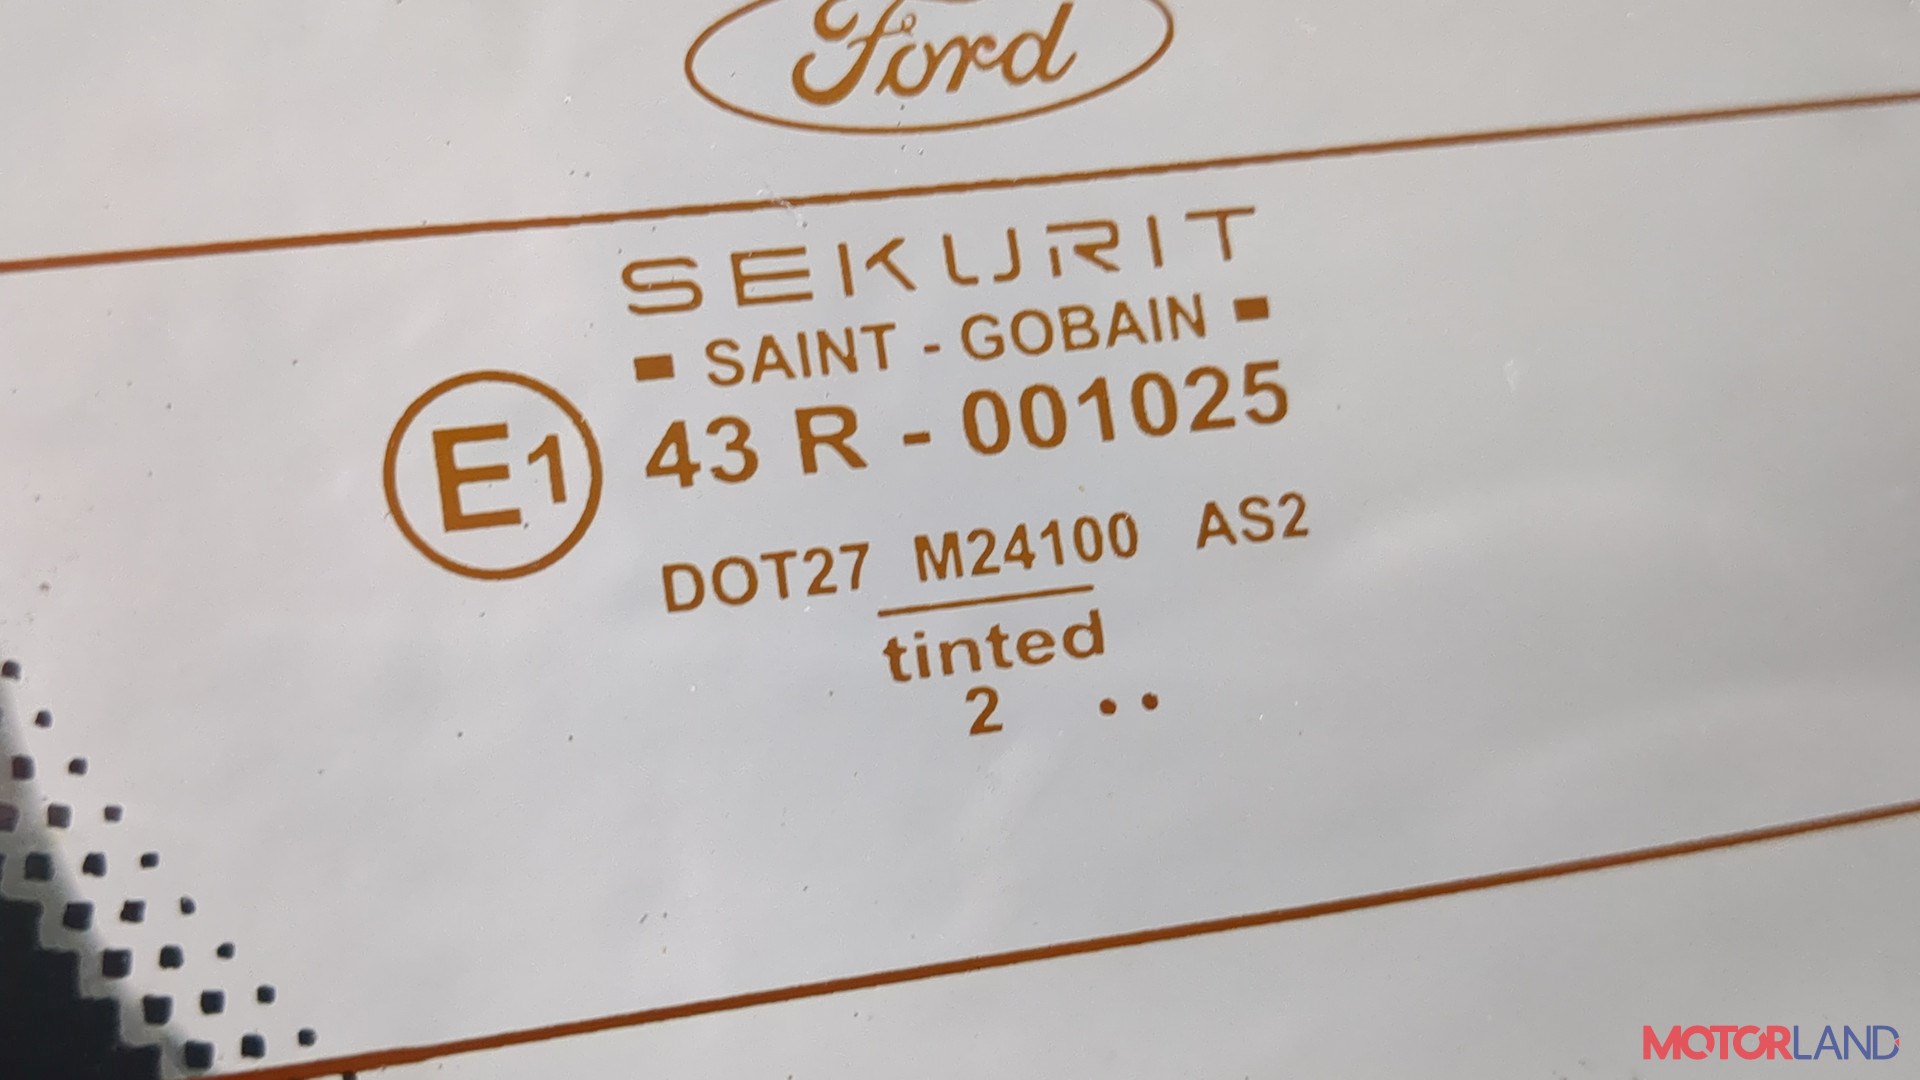 Ford
SEKURIT
SAINT - GOBAIN
E1 43 R - 001025
DOT27 M24100 AS2
tinted
2 ..
MOTORLAND